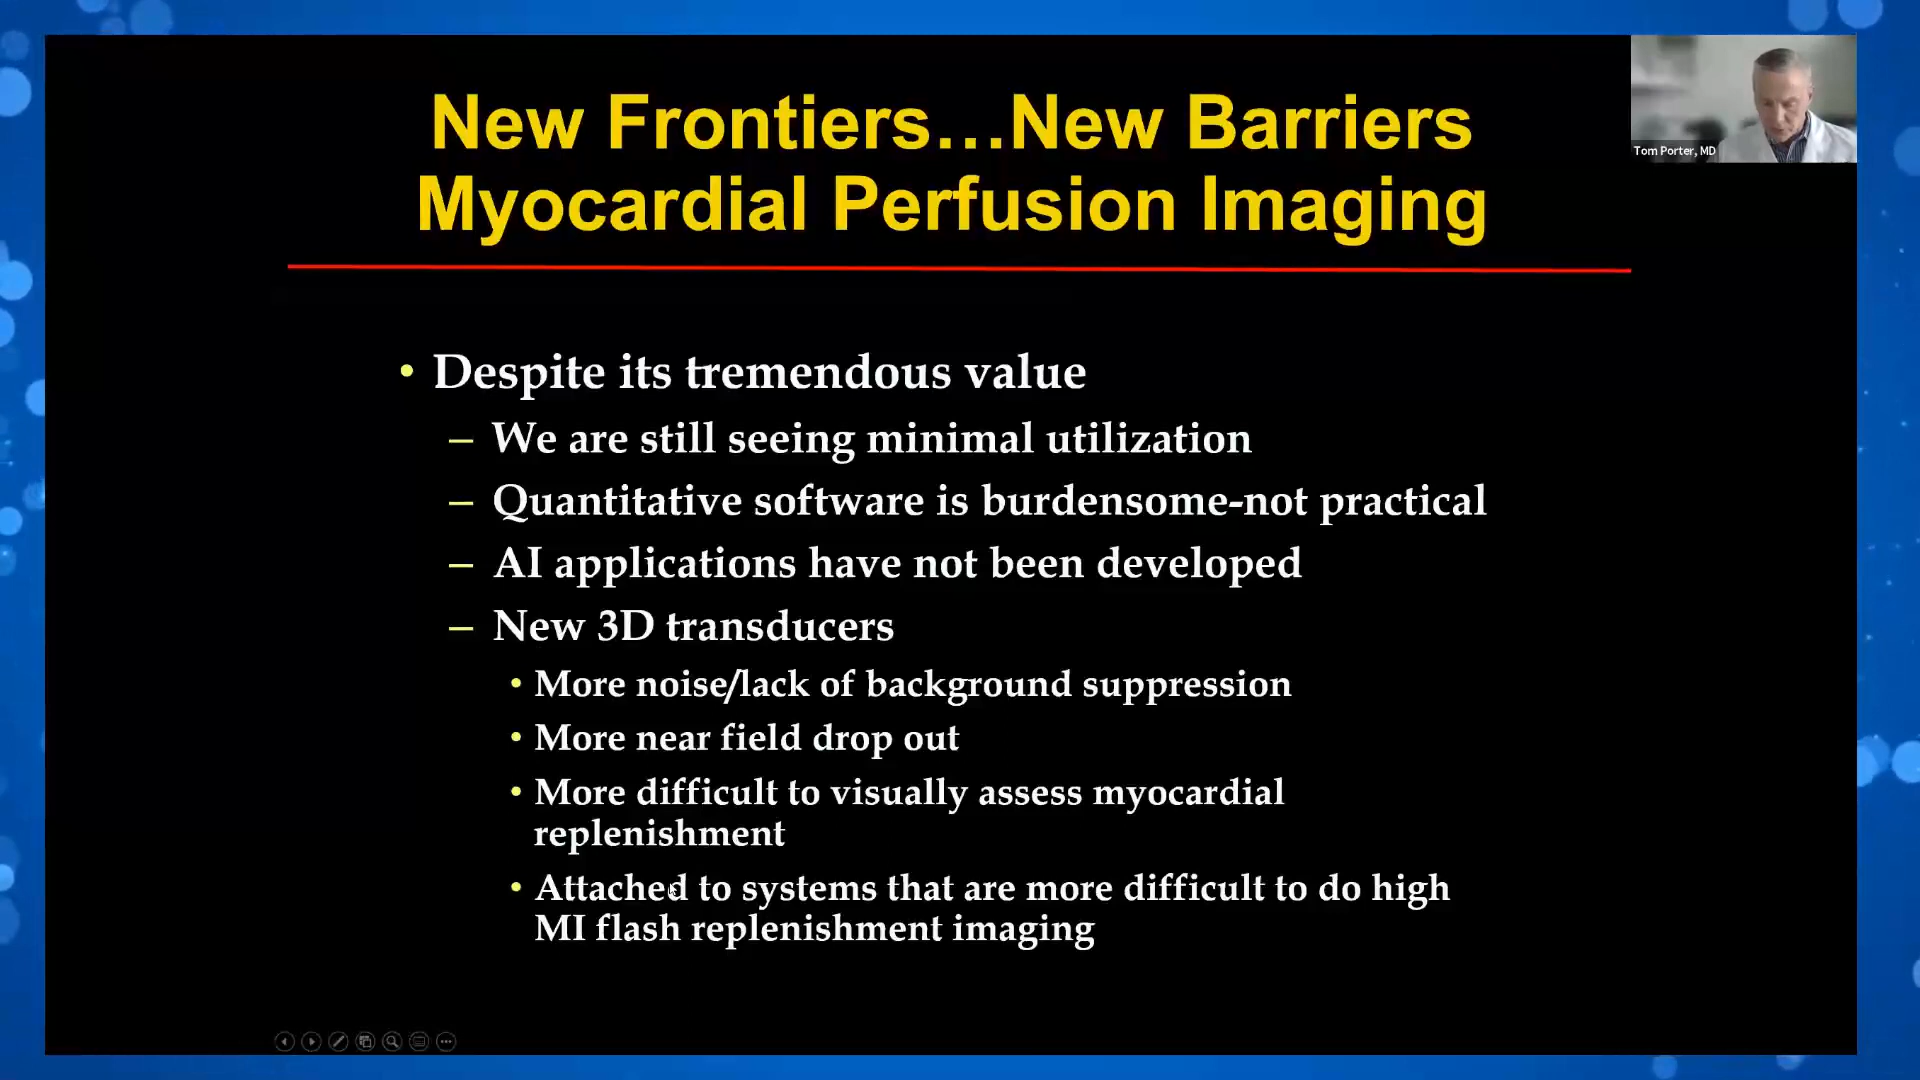 New Frontiers…New Barriers
Myocardial Perfusion Imaging
Tom Porter, MD
• Despite its tremendous value
– We are still seeing minimal utilization
– Quantitative software is burdensome-not practical
– AI applications have not been developed
– New 3D transducers
• More noise/lack of background suppression
• More near field drop out
• More difficult to visually assess myocardial
replenishment
• Attached to systems that are more difficult to do high
MI flash replenishment imaging